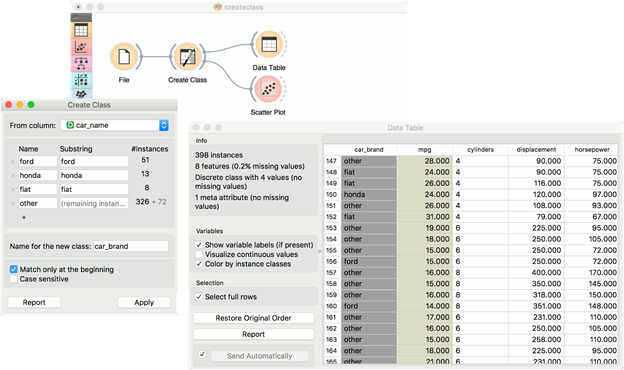 createclass
File
Create Class
Data Table
Scatter Plot
Create Class
From column: D car_name
Name Substring #Instances
ford ford 51
honda honda 13
fiat fiat 8
other (remaining instan... 326 + 72
+
Name for the new class: car_brand
Match only at the beginning
Case sensitive
Report Apply
Data Table
Info
398 instances
8 features (0.2% missing values)
Discrete class with 4 values (no
missing values)
1 meta attribute (no missing
values)
Variables
Show variable labels (if present)
Visualize continuous values
Color by instance classes
Selection
Select full rows
Restore Original Order
Report
Send Automatically
car_brand mpg cylinders displacement horsepower
147 other 28.000 4 90.000 75.000
148 fiat 24.000 4 90.000 75.000
149 fiat 26.000 4 116.000 75.000
150 honda 24.000 4 120.000 97.000
151 other 26.000 4 108.000 93.000
152 fiat 31.000 4 79.000 67.000
153 other 19.000 6 225.000 95.000
154 other 18.000 6 250.000 105.000
155 other 15.000 6 250.000 72.000
156 ford 15.000 6 250.000 72.000
157 other 16.000 8 400.000 170.000
158 other 15.000 8 350.000 145.000
159 other 16.000 8 318.000 150.000
160 ford 14.000 8 351.000 148.000
161 other 17.000 6 231.000 110.000
162 other 16.000 6 250.000 105.000
163 other 15.000 6 258.000 110.000
164 other 18.000 6 225.000 95.000
165 other 21.000 6 231.000 110.000